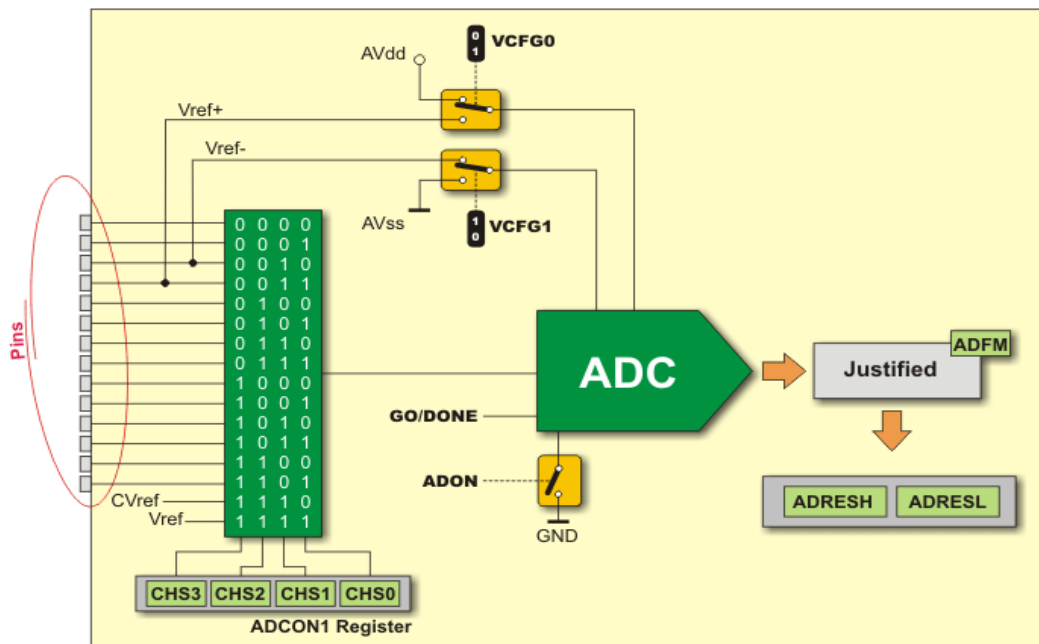 0
1
VCFG0
AVdd
Vref+
Vref-
AVss
1
0
VCFG1
Pins
0 0 0 0
0 0 0 1
0 0 1 0
0 0 1 1
0 1 0 0
0 1 0 1
0 1 1 0
0 1 1 1
1 0 0 0
1 0 0 1
1 0 1 0
1 0 1 1
1 1 0 0
1 1 0 1
CVref 1 1 1 0
Vref 1 1 1 1
ADC
GO/DONE
ADON
GND
ADFM
Justified
ADRESH ADRESL
CHS3 CHS2 CHS1 CHS0
ADCON1 Register